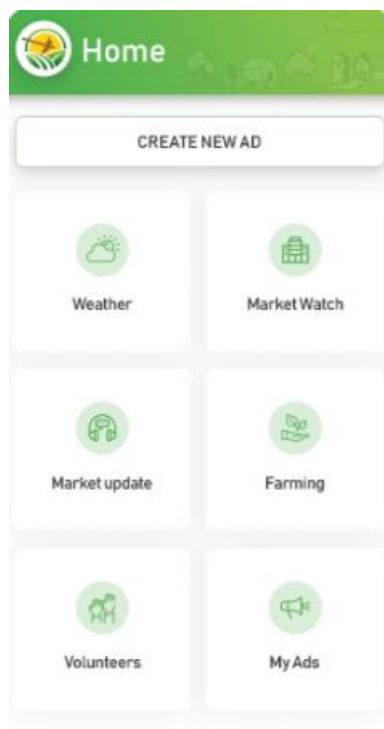 Home
CREATE NEW AD
Weather
Market Watch
Market update
Farming
Volunteers
My Ads